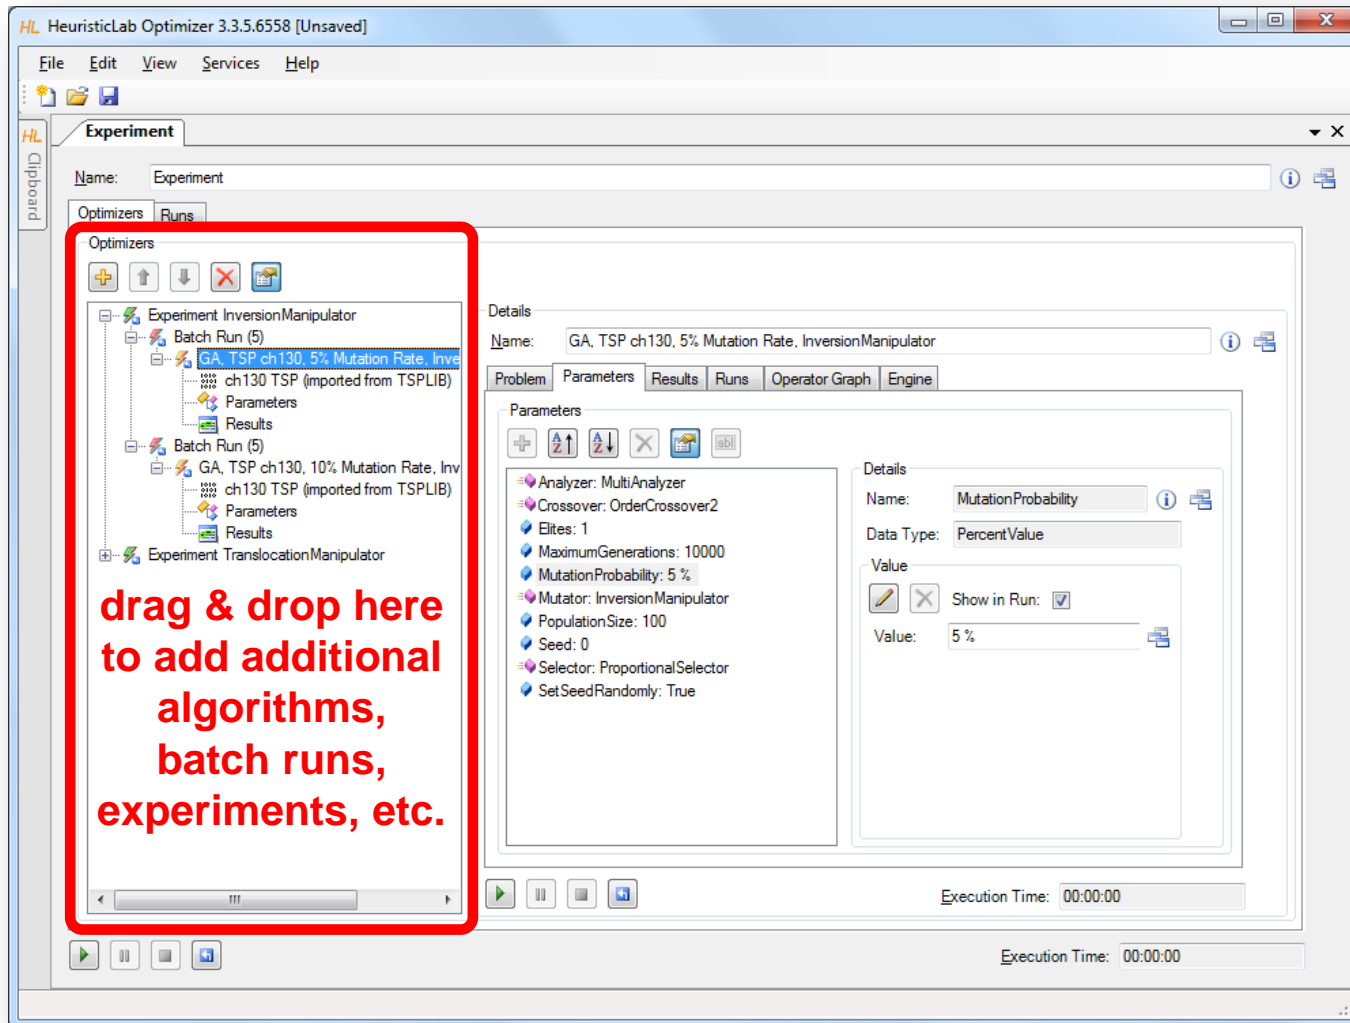 HL HeuristicLab Optimizer 3.3.5.6558 [Unsaved]
File Edit View Services Help
HL Clipboard
Experiment
Name: Experiment
Optimizers Runs
Optimizers
Experiment InversionManipulator
Batch Run (5)
GA, TSP ch130, 5% Mutation Rate, Inve
ch130 TSP (imported from TSPLIB)
Parameters
Results
Batch Run (5)
GA, TSP ch130, 10% Mutation Rate, Inv
ch130 TSP (imported from TSPLIB)
Parameters
Results
Experiment TranslocationManipulator
drag & drop here
to add additional
algorithms,
batch runs,
experiments, etc.
Details
Name: GA, TSP ch130, 5% Mutation Rate, InversionManipulator
Problem Parameters Results Runs Operator Graph Engine
Parameters
Analyzer: MultiAnalyzer
Crossover: OrderCrossover2
Elites: 1
MaximumGenerations: 10000
MutationProbability: 5 %
Mutator: InversionManipulator
PopulationSize: 100
Seed: 0
Selector: ProportionalSelector
SetSeedRandomly: True
Details
Name: MutationProbability
Data Type: PercentValue
Value
Show in Run:
Value: 5 %
Execution Time: 00:00:00
Execution Time: 00:00:00